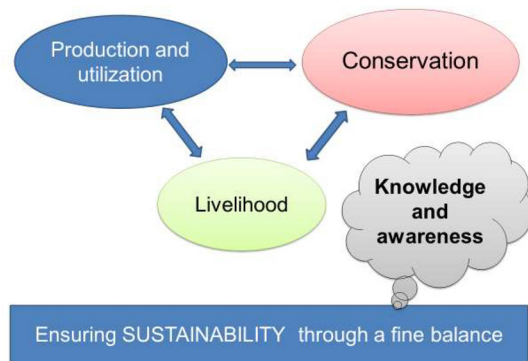 Production and
utilization
Conservation
Livelihood
Knowledge
and
awareness
Ensuring SUSTAINABILITY through a fine balance